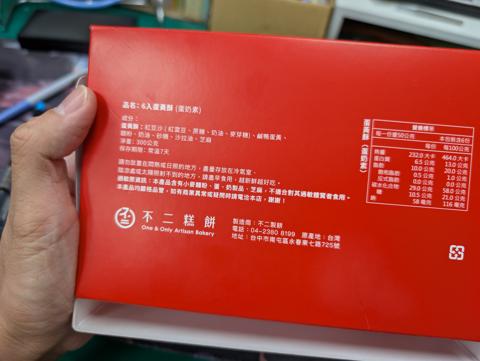 品名：6入蛋黃酥 (蛋奶素)
成分：
蛋黃酥：紅豆沙 (紅雲豆、蔗糖、奶油、麥芽糖)、鹹鴨蛋黃、
麵粉、奶油、砂糖、沙拉油、芝麻
淨重：300公克
保存期限：常溫7天
請勿放置在悶熱或日照的地方，盡量存放在冷氣室、
陰涼處或太陽照射不到的地方、請盡早食用，趁新鮮趁好吃。
過敏原資訊：本產品含有小麥麵粉、蛋、奶製品、芝麻，不適合對其過敏體質者食用。
本產品均嚴格品管，如有商業異常或疑問時請電洽本店，謝謝！
不二糕餅
One & Only Artisan Bakery
製造商：不二製餅
電話：04-2380 8199 原產地：台灣
地址：台中市南屯區永春東七路725號
蛋黃酥 (蛋奶素)
營養標示
每一份量50公克 本包裝含6份
每份 每100公克
熱量 232.0 大卡 464.0 大卡
蛋白質 6.5 公克 13.0 公克
脂肪 10.0 公克 20.0 公克
飽和脂肪 0.0 公克
反式脂肪 0.0 公克 0.0 公克
碳水化合物 29.0 公克 58.0 公克
糖 10.5 公克 21.0 公克
鈉 58 毫克 116 毫克